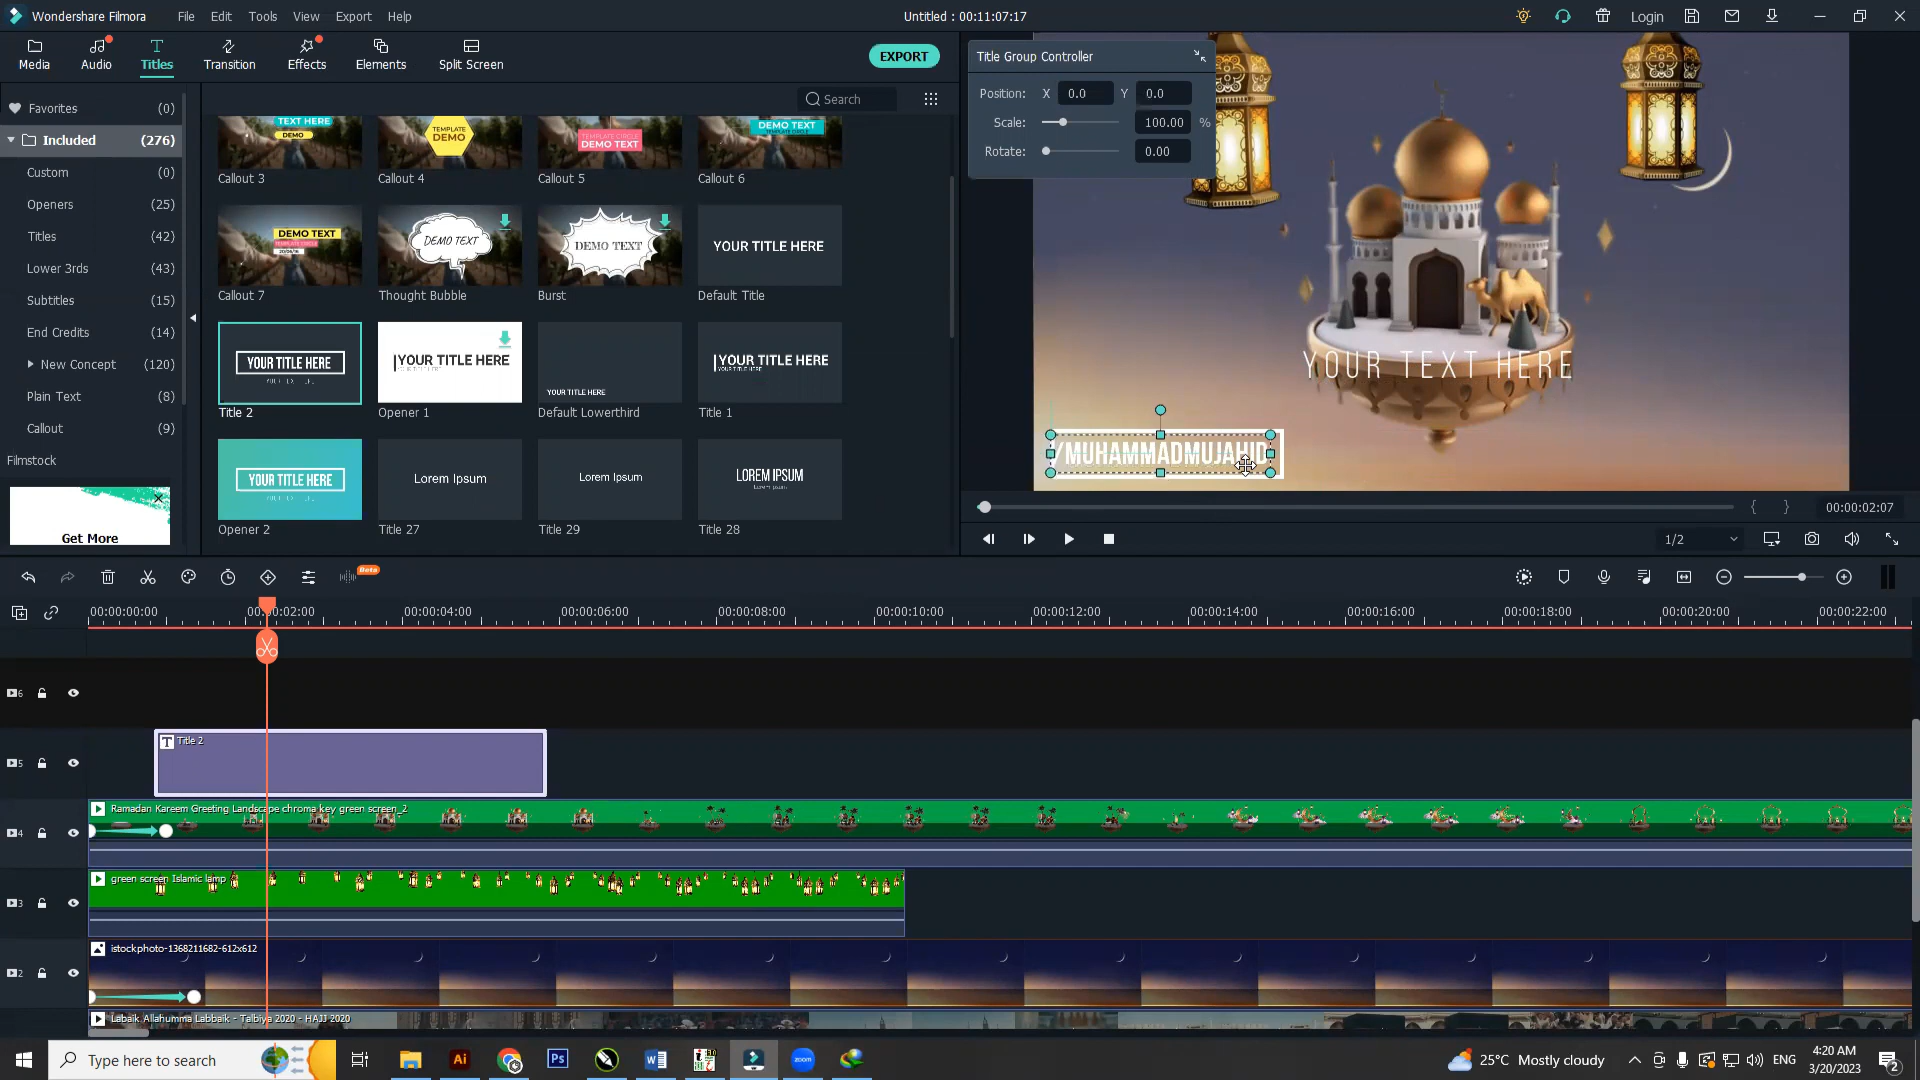 Wondershare Filmora
File Edit Tools View Export Help
Untitled : 00:11:07:17
Login
Media Audio Titles Transition Effects Elements Split Screen
EXPORT
Favorites (0)
Included (276)
Custom (0)
Openers (25)
Titles (42)
Lower 3rds (43)
Subtitles (15)
End Credits (14)
New Concept (120)
Plain Text (8)
Callout (9)
Filmstock
Get More
Search
TEXT HERE
DEMO
TEMPLATE
DEMO
TEMPLATE CIRCLE
DEMO TEXT
DEMO TEXT
Callout 3 Callout 4 Callout 5 Callout 6
DEMO TEXT
DEMO TEXT
DEMO TEXT
YOUR TITLE HERE
Callout 7 Thought Bubble Burst Default Title
YOUR TITLE HERE
YOUR TITLE HERE
YOUR TITLE HERE
YOUR TITLE HERE
Title 2 Opener 1 Default Lowerthird Title 1
YOUR TITLE HERE
Lorem Ipsum
Lorem Ipsum
LOREM IPSUM
Opener 2 Title 27 Title 29 Title 28
Title Group Controller
Position: X 0.0 Y 0.0
Scale: 100.00 %
Rotate: 0.00
YOUR TEXT HERE
/MUHAMMADMUJAHID
00:00:02:07
1/2
Beta
00:00:00:00 00:00:02:00 00:00:04:00 00:00:06:00 00:00:08:00 00:00:10:00 00:00:12:00 00:00:14:00 00:00:16:00 00:00:18:00 00:00:20:00 00:00:22:00
6
5
T Title 2
4
Ramadan Kareem Greeting Landscape chroma key green screen_2
3
green screen Islamic lamp
2
istockphoto-1368211682-612x612
Labaik Allahumma Labbaik - Talbiya 2020 - HAJJ 2020
Type here to search
Ai
Ps
zoom
25°C Mostly cloudy
ENG
4:20 AM
3/20/2023
2